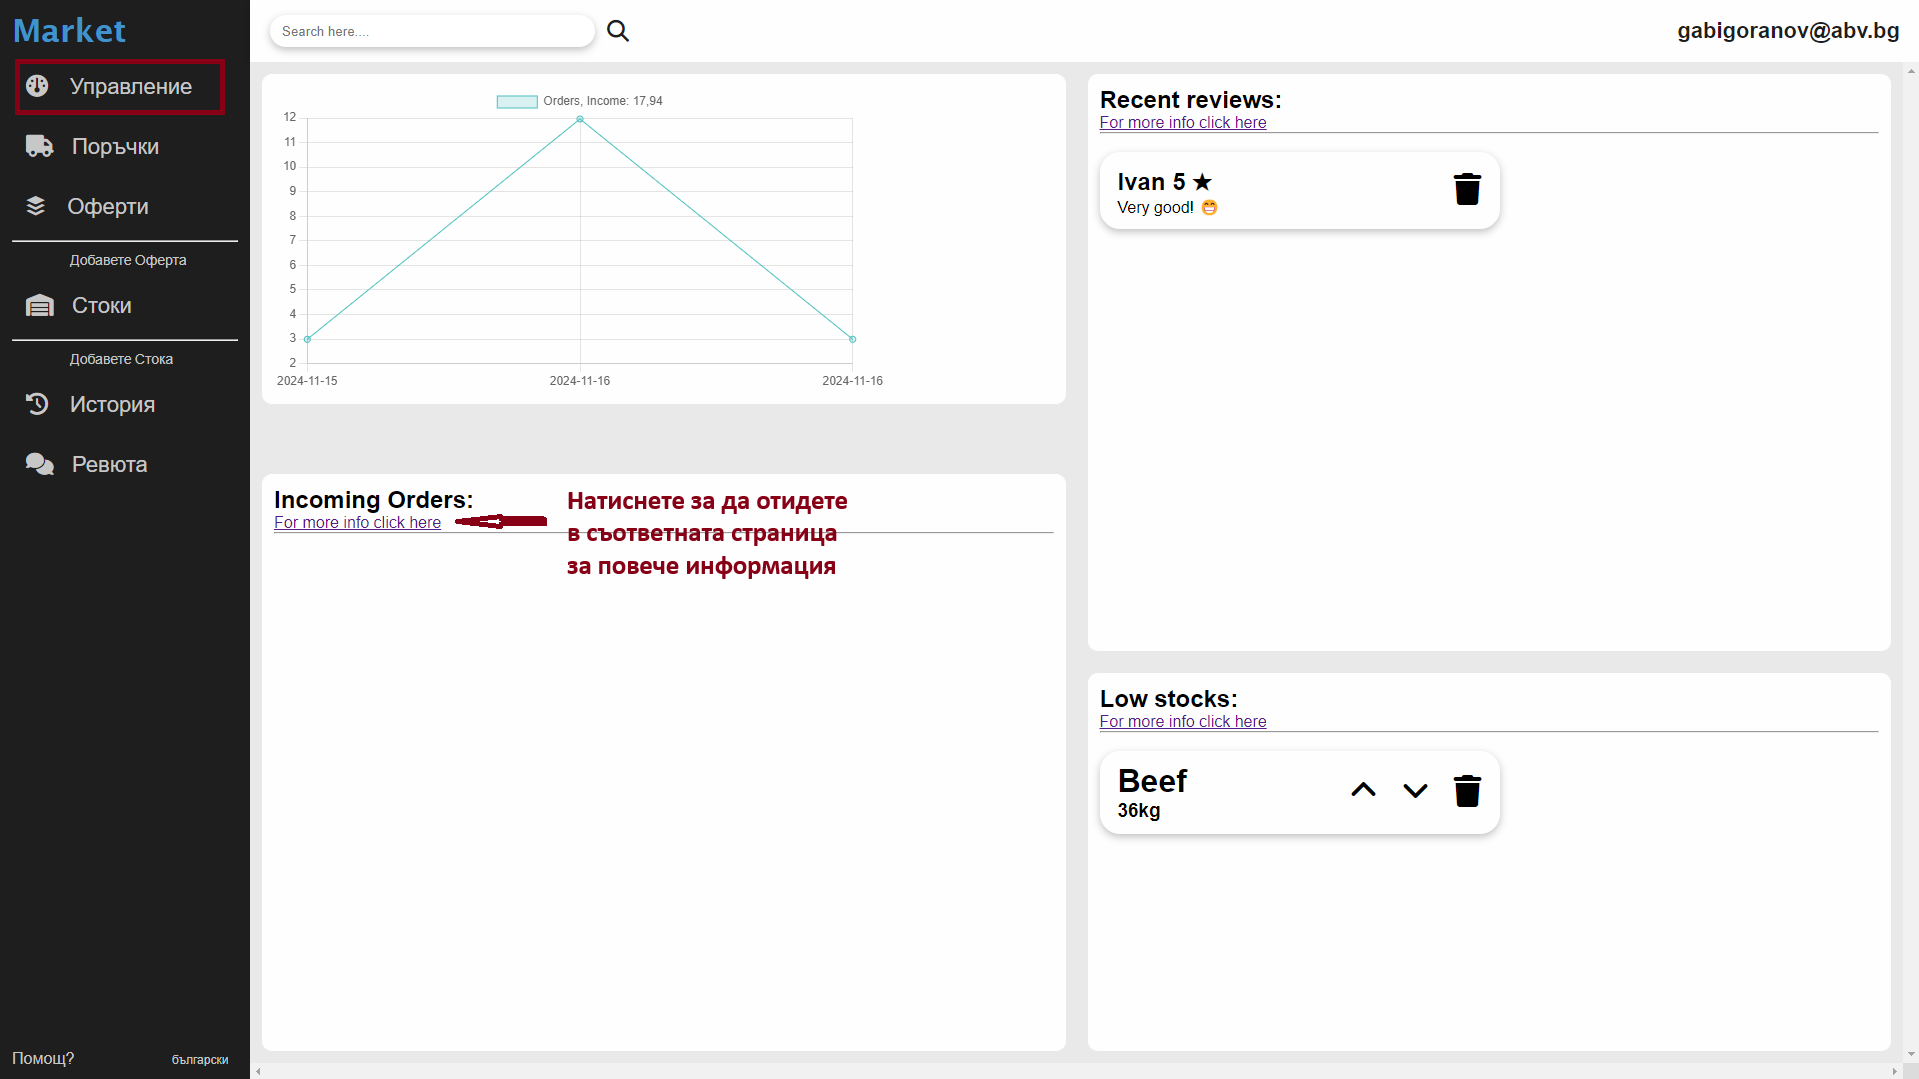 Market
Управление
Поръчки
Оферти
Добавете Оферта
Стоки
Добавете Стока
История
Ревюта
Помощ?
български
Search here....
gabigoranov@abv.bg
Orders, Income: 17,94
12
11
10
9
8
7
6
5
4
3
2
2024-11-15
2024-11-16
2024-11-16
Incoming Orders:
For more info click here
Натиснете за да отидете
в съответната страница
за повече информация
Recent reviews:
For more info click here
Ivan 5 ★
Very good! 😁
Low stocks:
For more info click here
Beef
36kg